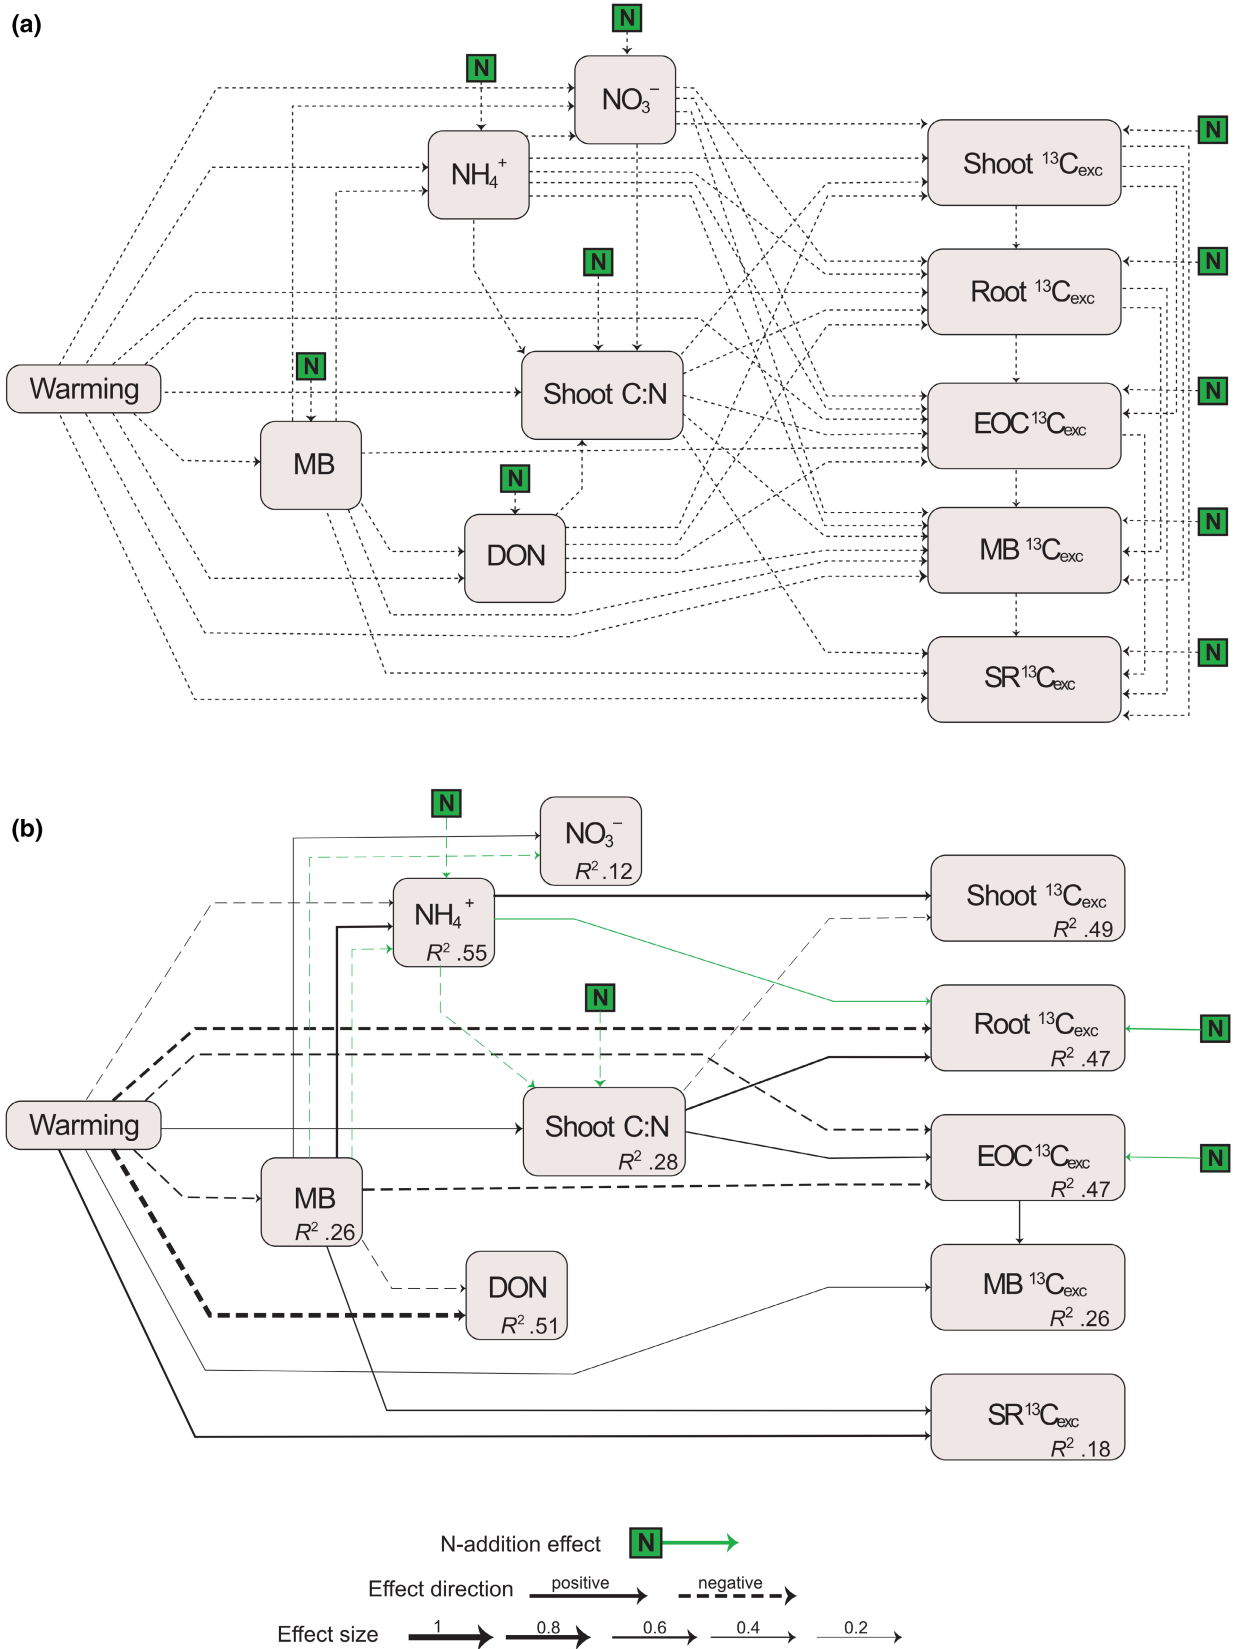 (a)
N
N
NO₃⁻
N
Shoot ¹³Cexc
NH₄⁺
N
N
Root ¹³Cexc
N
N
Warming
Shoot C:N
EOC ¹³Cexc
MB
N
N
DON
MB ¹³Cexc
N
SR ¹³Cexc
(b)
N
NO₃⁻
R² .12
NH₄⁺
R² .55
Shoot ¹³Cexc
R² .49
N
Root ¹³Cexc
R² .47
N
Warming
Shoot C:N
R² .28
EOC ¹³Cexc
R² .47
N
MB
R² .26
DON
R² .51
MB ¹³Cexc
R² .26
SR ¹³Cexc
R² .18
N-addition effect N
Effect direction positive negative
Effect size 1 0.8 0.6 0.4 0.2